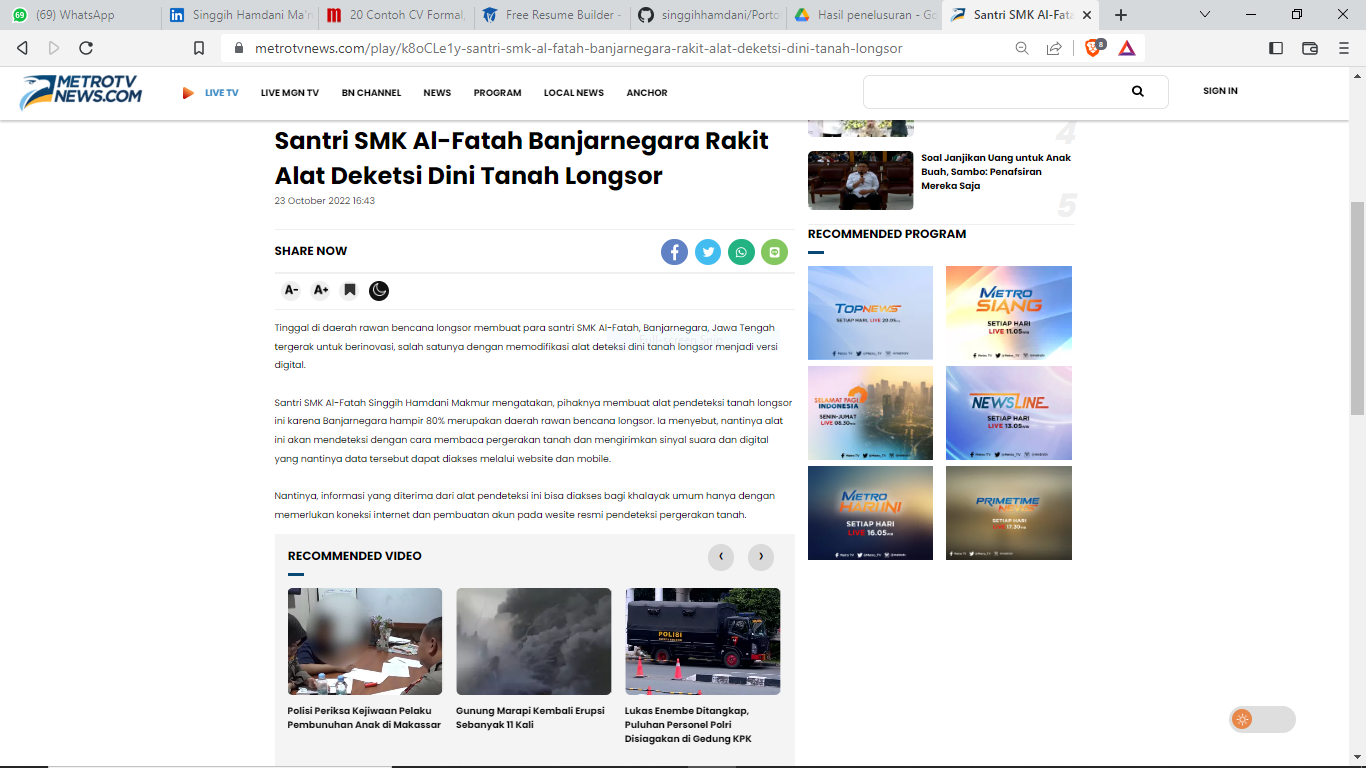 (69) WhatsApp
Singgih Hamdani Ma'r
20 Contoh CV Formal,
Free Resume Builder -
singgihhamdani/Porto
Hasil penelusuran - Go
Santri SMK Al-Fata
metrotvnews.com/play/k8oCLe1y-santri-smk-al-fatah-banjarnegara-rakit-alat-deketsi-dini-tanah-longsor
8
METROTV
NEWS.COM
LIVE TV
LIVE MGN TV
BN CHANNEL
NEWS
PROGRAM
LOCAL NEWS
ANCHOR
SIGN IN
Santri SMK Al-Fatah Banjarnegara Rakit
Alat Deketsi Dini Tanah Longsor
23 October 2022 16:43
SHARE NOW
A-
A+
Tinggal di daerah rawan bencana longsor membuat para santri SMK Al-Fatah, Banjarnegara, Jawa Tengah
tergerak untuk berinovasi, salah satunya dengan memodifikasi alat deteksi dini tanah longsor menjadi versi
digital.
Santri SMK Al-Fatah Singgih Hamdani Makmur mengatakan, pihaknya membuat alat pendeteksi tanah longsor
ini karena Banjarnegara hampir 80% merupakan daerah rawan bencana longsor. Ia menyebut, nantinya alat
ini akan mendeteksi dengan cara membaca pergerakan tanah dan mengirimkan sinyal suara dan digital
yang nantinya data tersebut dapat diakses melalui website dan mobile.
Nantinya, informasi yang diterima dari alat pendeteksi ini bisa diakses bagi khalayak umum hanya dengan
memerlukan koneksi internet dan pembuatan akun pada wesite resmi pendeteksi pergerakan tanah.
RECOMMENDED VIDEO
POLISI
Polisi Periksa Kejiwaan Pelaku
Pembunuhan Anak di Makassar
Gunung Marapi Kembali Erupsi
Sebanyak 11 Kali
Lukas Enembe Ditangkap,
Puluhan Personel Polri
Disiagakan di Gedung KPK
4
Soal Janjikan Uang untuk Anak
Buah, Sambo: Penafsiran
Mereka Saja
5
RECOMMENDED PROGRAM
TOPNEWS
SETIAP HARI, LIVE 20.05
METRO
SIANG
SETIAP HARI
LIVE 11.05
SELAMAT PAGI
INDONESIA
SENIN-JUMAT
LIVE 08.30
NEWSLINE
SETIAP HARI
LIVE 13.05
METRO
HARI INI
SETIAP HARI
LIVE 16.05
PRIMETIME
NEWS
SETIAP HARI
LIVE 17.30